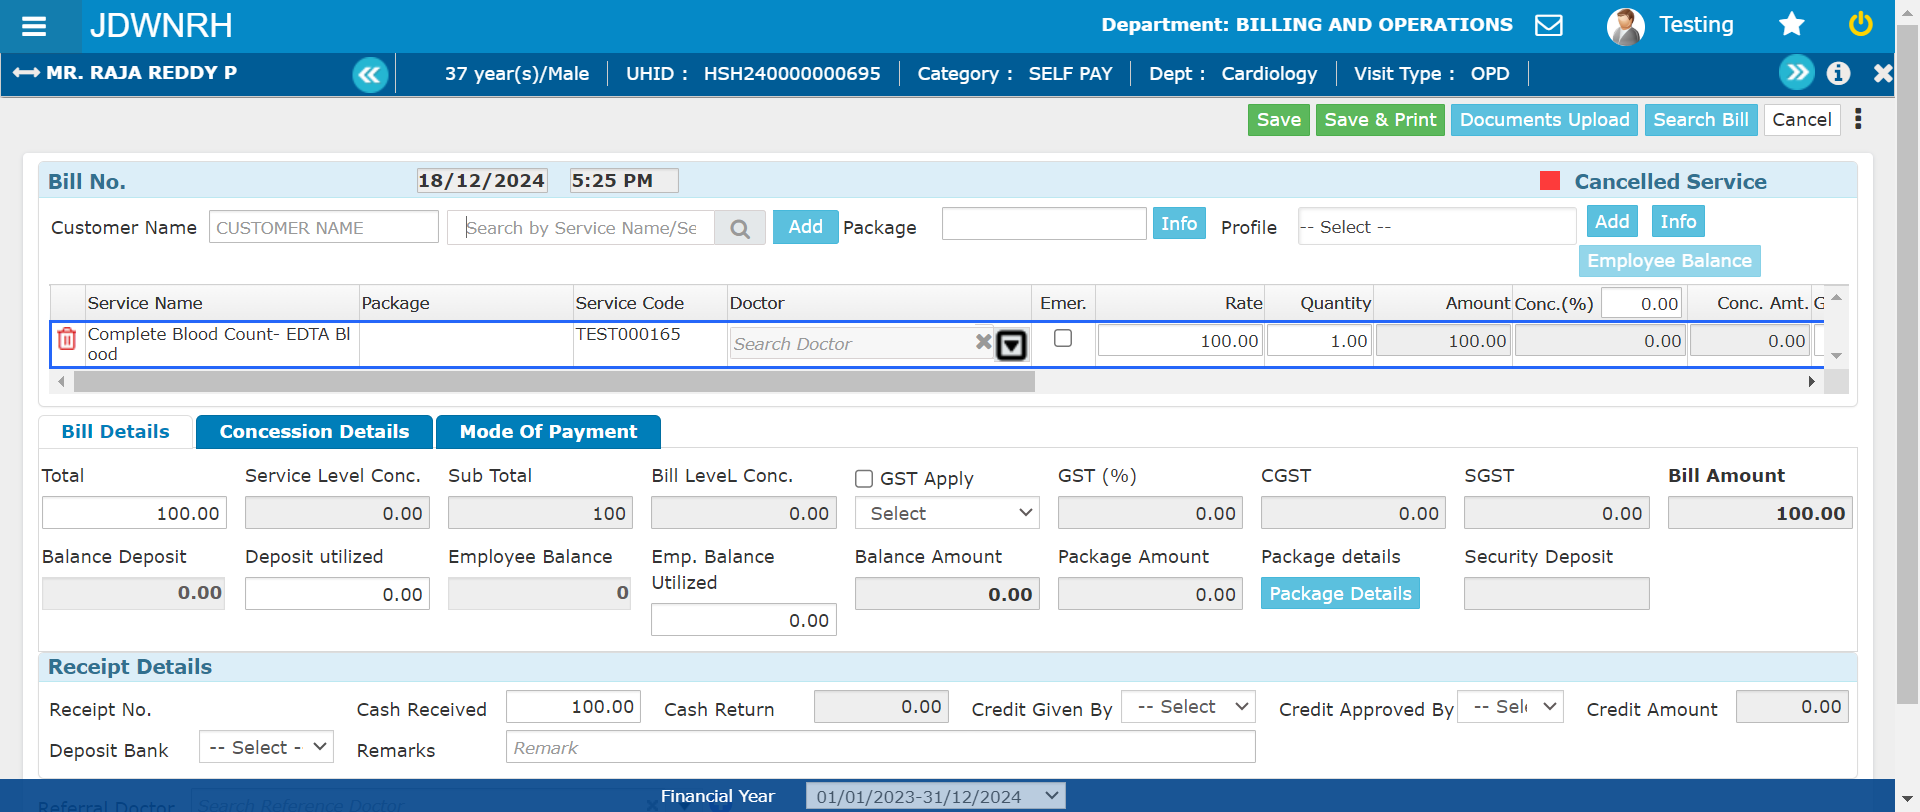 JDWNRH
Department: BILLING AND OPERATIONS
Testing
MR. RAJA REDDY P
37 year(s)/Male
UHID : HSH240000000695
Category : SELF PAY
Dept : Cardiology
Visit Type : OPD
Save
Save & Print
Documents Upload
Search Bill
Cancel
Bill No.
18/12/2024
5:25 PM
Cancelled Service
Customer Name
CUSTOMER NAME
Search by Service Name/Se
Add
Package
Info
Profile
-- Select --
Add
Info
Employee Balance
Service Name
Package
Service Code
Doctor
Emer.
Rate
Quantity
Amount
Conc.(%)
0.00
Conc. Amt.
G
Complete Blood Count- EDTA Bl
ood
TEST000165
Search Doctor
100.00
1.00
100.00
0.00
0.00
Bill Details
Concession Details
Mode Of Payment
Total
Service Level Conc.
Sub Total
Bill LeveL Conc.
GST Apply
GST (%)
CGST
SGST
Bill Amount
100.00
0.00
100
0.00
Select
0.00
0.00
0.00
100.00
Balance Deposit
Deposit utilized
Employee Balance
Emp. Balance
Utilized
Balance Amount
Package Amount
Package details
Security Deposit
0.00
0.00
0
0.00
0.00
0.00
Package Details
Receipt Details
Receipt No.
Cash Received
100.00
Cash Return
0.00
Credit Given By
-- Select
Credit Approved By
-- Sel
Credit Amount
0.00
Deposit Bank
-- Select -
Remarks
Remark
Referral Doctor
Search Reference Doctor
Financial Year
01/01/2023-31/12/2024